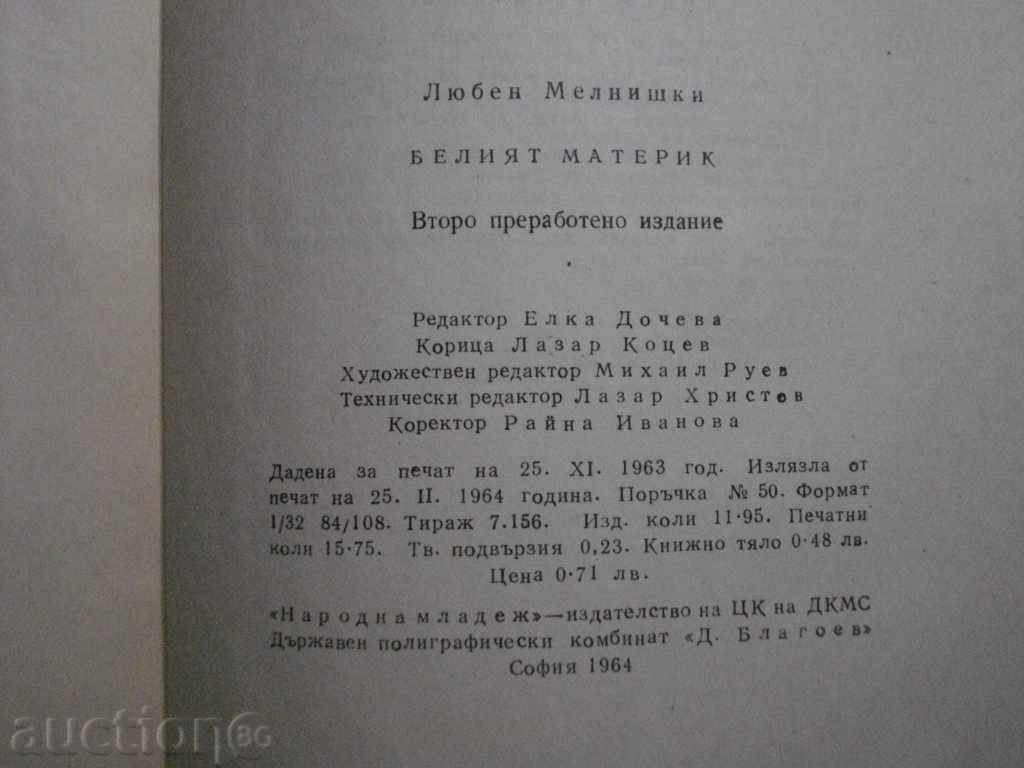 Любен Мелнишки
БЕЛИЯТ МАТЕРИК
Второ преработено издание
Редактор Елка Дочева
Корица Лазар Коцев
Художествен редактор Михаил Руев
Технически редактор Лазар Христов
Коректор Райна Иванова
Дадена за печат на 25. XI. 1963 год. Излязла от
печат на 25. II. 1964 година. Поръчка № 50. Формат
1/32 84/108. Тираж 7.156. Изд. коли 11·95. Печатни
коли 15·75. Тв. подвързия 0,23. Книжно тяло 0·48 лв.
Цена 0·71 лв.
«Народна младеж»—издателство на ЦК на ДКМС
Държавен полиграфически комбинат «Д. Благоев»
София 1964
auction BG